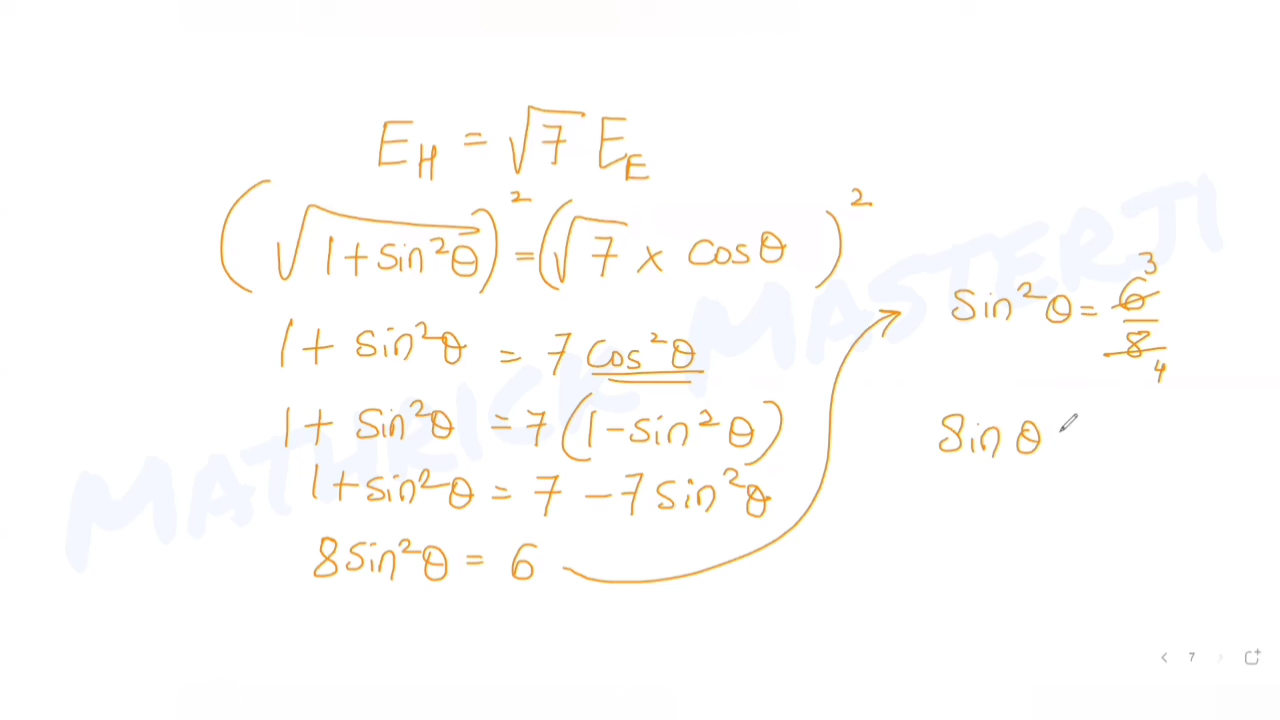 E_H = √7 E_E
(√(1+sin²θ))² = (√7 × cosθ)²
1 + sin²θ = 7 cos²θ
1 + sin²θ = 7(1-sin²θ)
1+sin²θ = 7 - 7sin²θ
8sin²θ = 6
sin²θ = 6/8 3 4
sin θ
MATHRICK MASTERJI
7